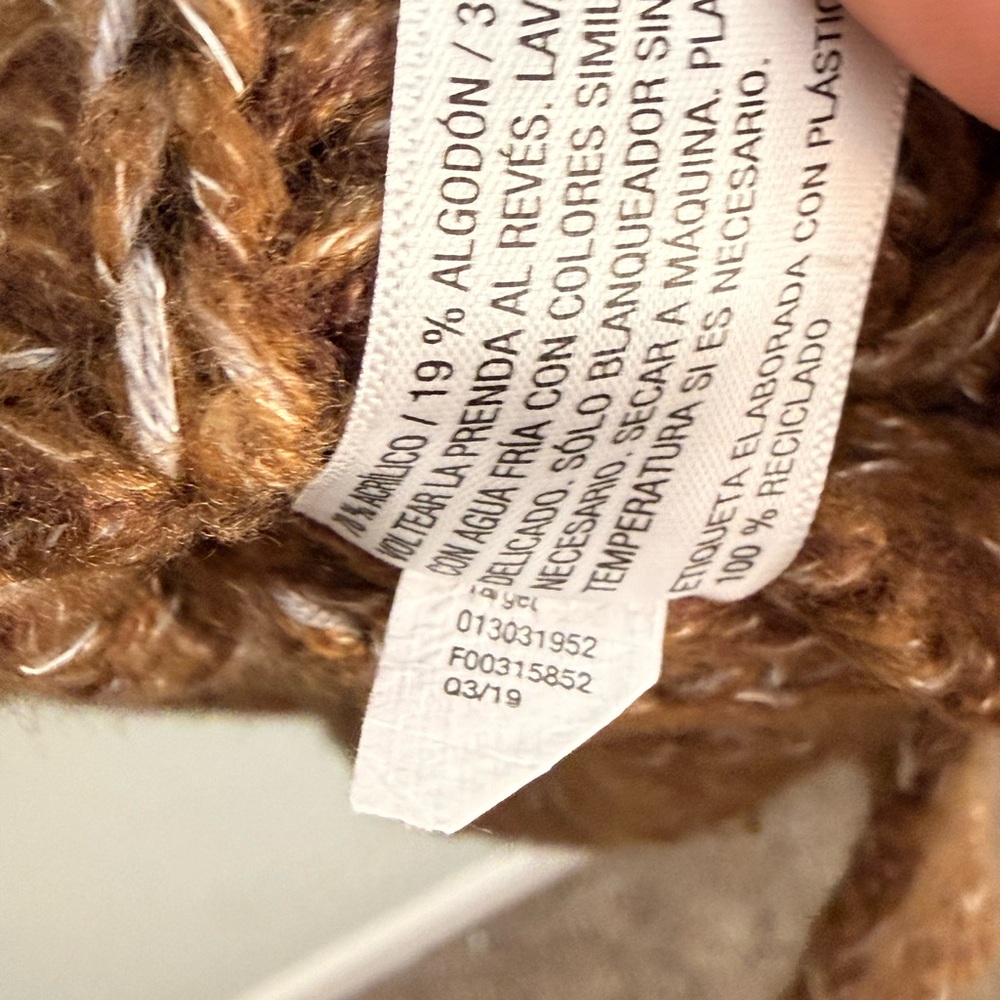 % ACRÍLICO / 19 % ALGODÓN / 3
VOLTEAR LA PRENDA AL REVÉS. LAV
CON AGUA FRÍA CON COLORES SIMIL
DELICADO. SÓLO BLANQUEADOR SIN
NECESARIO. SECAR A MÁQUINA. PLA
TEMPERATURA SI ES NECESARIO.
ETIQUETA ELABORADA CON PLÁSTIC
100 % RECICLADO
Target
013031952
F00315852
Q3/19